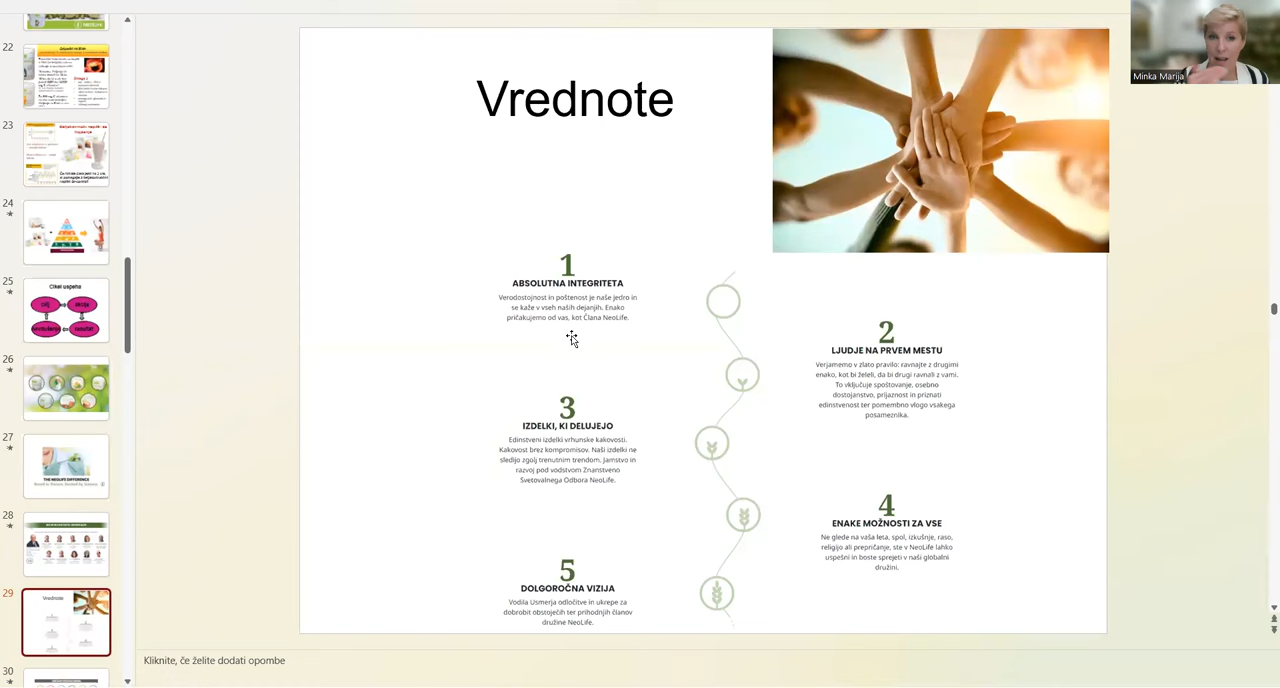 22
23
24
25
Cikel uspeha
26
27
THE NEOLIFE DIFFERENCE
28
29
Vrednote
30
Vrednote
1
ABSOLUTNA INTEGRITETA
Verodostojnost in poštenost je naše jedro in
se kaže v vseh naših dejanjih. Enako
pričakujemo od vas, kot Člana NeoLife.
2
LJUDJE NA PRVEM MESTU
Verjamemo v zlato pravilo: ravnajte z drugimi
enako, kot bi želeli, da bi drugi ravnali z vami.
To vključuje spoštovanje, osebno
dostojanstvo, prijaznost in priznati
edinstvenost ter pomembno vlogo vsakega
posameznika.
3
IZDELKI, KI DELUJEJO
Edinstveni izdelki vrhunske kakovosti.
Kakovost brez kompromisov. Naši izdelki ne
sledijo zgolj trenutnim trendom. Jamstvo in
razvoj pod vodstvom Znanstveno
Svetovalnega Odbora NeoLife.
4
ENAKE MOŽNOSTI ZA VSE
Ne glede na vaša leta, spol, izkušnje, raso,
religijo ali prepričanje, ste v NeoLife lahko
uspešni in boste sprejeti v naši globalni
družini.
5
DOLGOROČNA VIZIJA
Vodila Usmerja odločitve in ukrepe za
dobrobit obstoječih ter prihodnjih članov
družine NeoLife.
Kliknite, če želite dodati opombe
Minka Marija